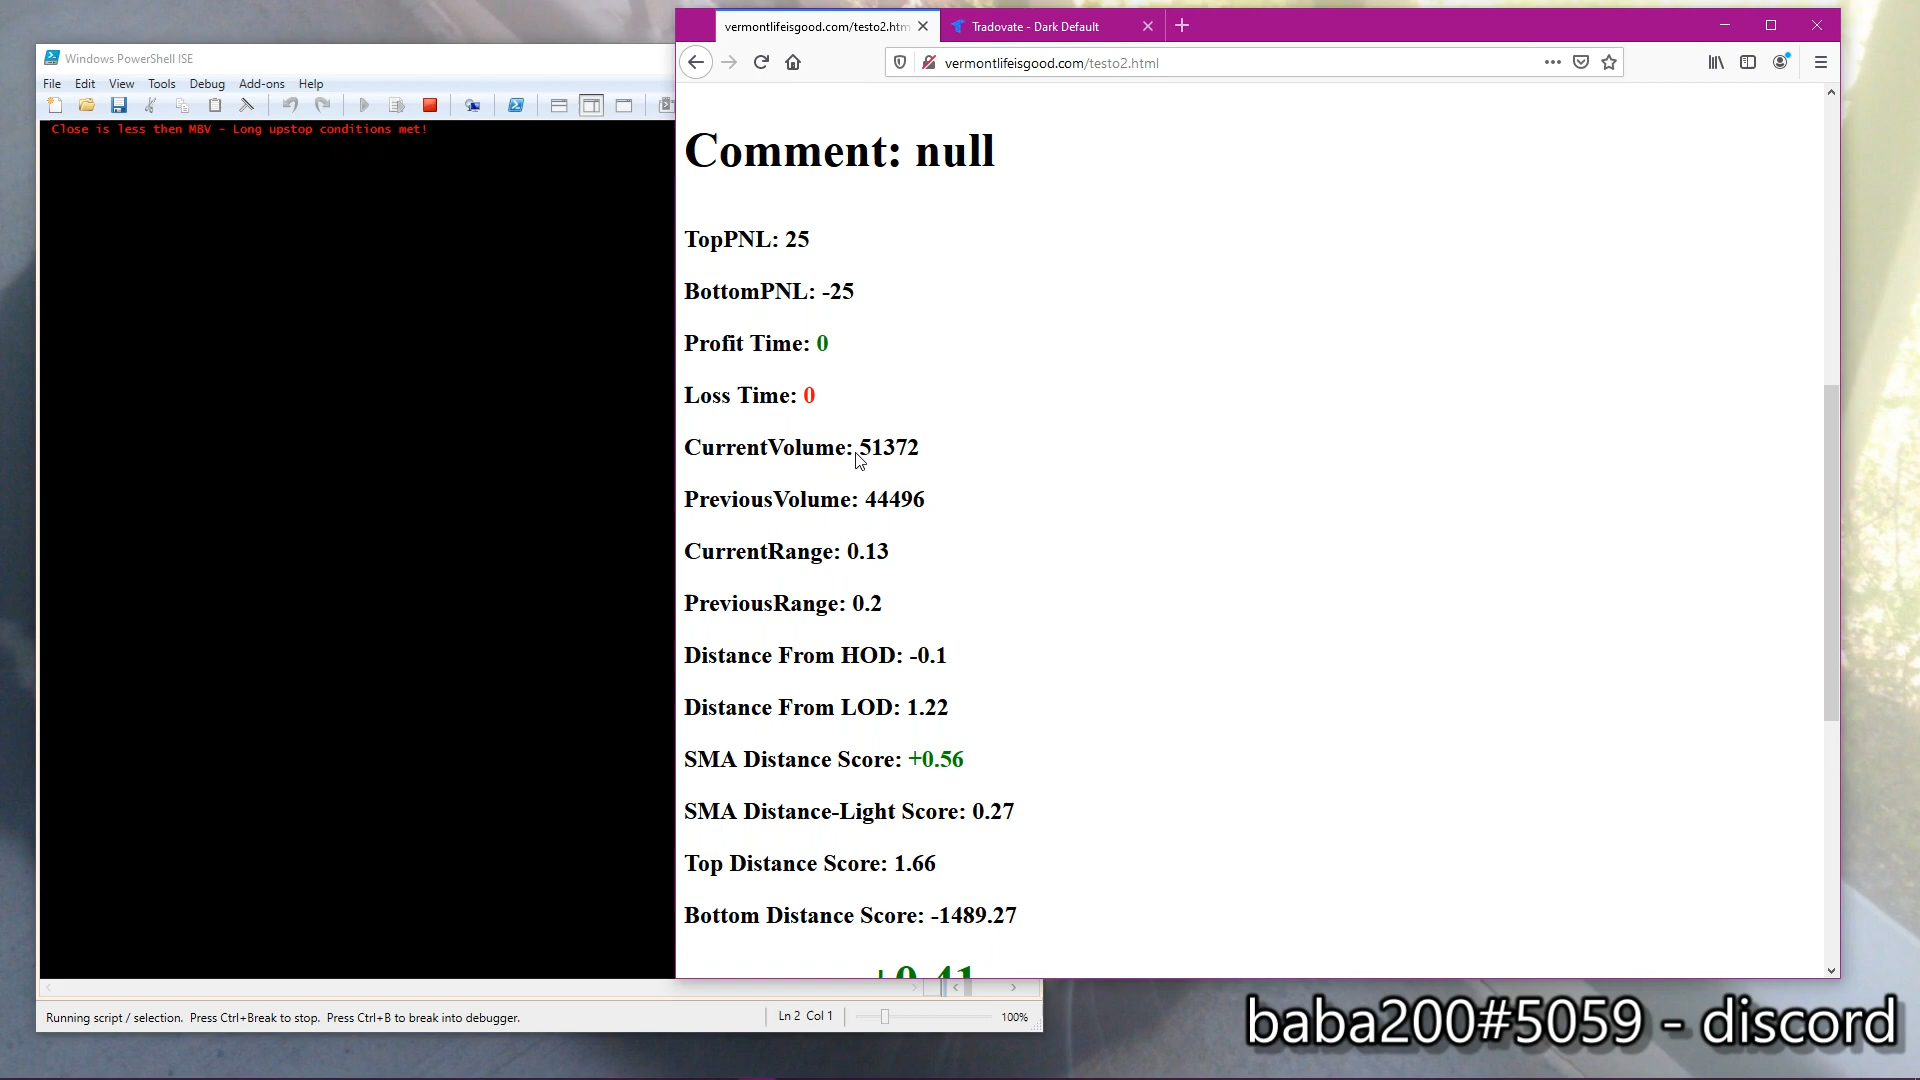 Windows PowerShell ISE
File Edit View Tools Debug Add-ons Help
Close is less then MBV - Long upstop conditions met!
Running script / selection. Press Ctrl+Break to stop. Press Ctrl+B to break into debugger.
Ln 2 Col 1
100%
vermontlifeisgood.com/testo2.htm
Tradovate - Dark Default
vermontlifeisgood.com/testo2.html
Comment: null
TopPNL: 25
BottomPNL: -25
Profit Time: 0
Loss Time: 0
CurrentVolume: 51372
PreviousVolume: 44496
CurrentRange: 0.13
PreviousRange: 0.2
Distance From HOD: -0.1
Distance From LOD: 1.22
SMA Distance Score: +0.56
SMA Distance-Light Score: 0.27
Top Distance Score: 1.66
Bottom Distance Score: -1489.27
+0.41
baba200#5059 - discord